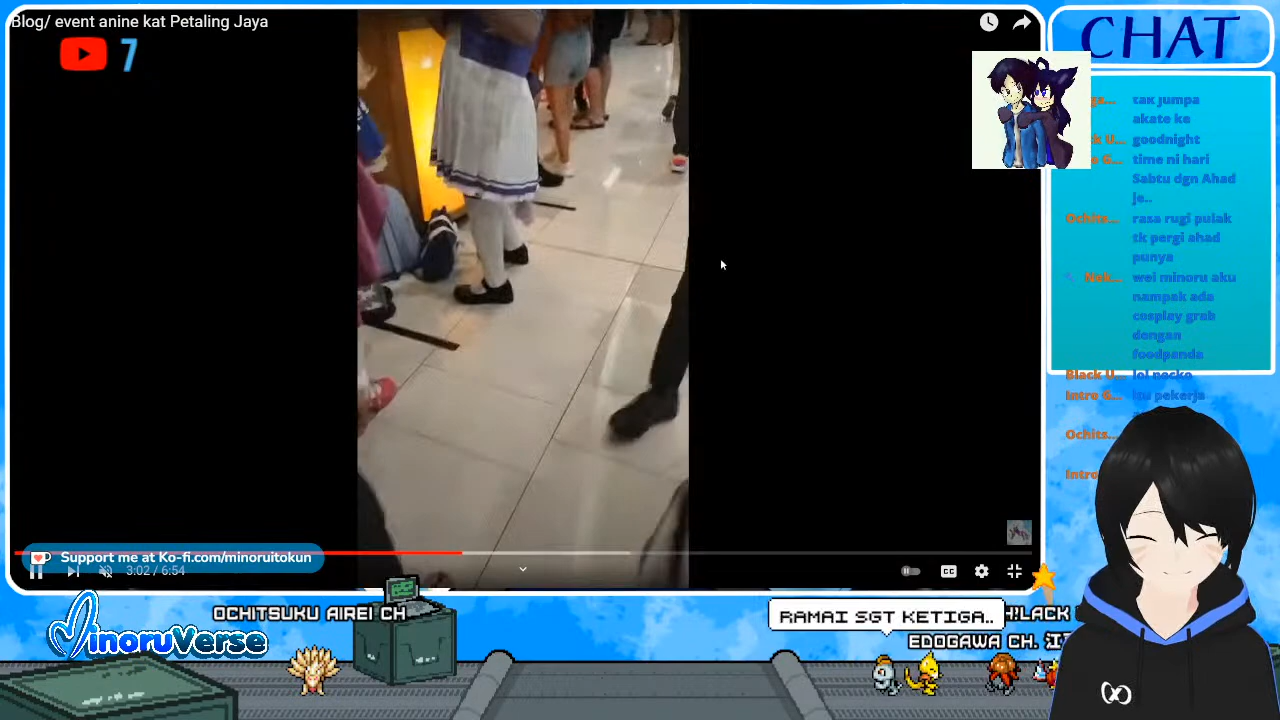 Blog/ event anine kat Petaling Jaya
7
CHAT
tak jumpa
akate ke
goodnight
time ni hari
Sabtu dgn Ahad
je..
Ochits... rasa rugi pulak
tk pergi ahad
punya
wei minoru aku
nampak ada
cosplay grab
dengan
foodpanda
Black U... lol necko
Intro G... itu pekerja
Ochits...
Intro
Support me at Ko-fi.com/minoruitokun
3:02 / 6:54
CC
OCHITSUKU AIREI CH
RAMAI SGT KETIGA..
EDOGAWA CH.
MinoruVerse